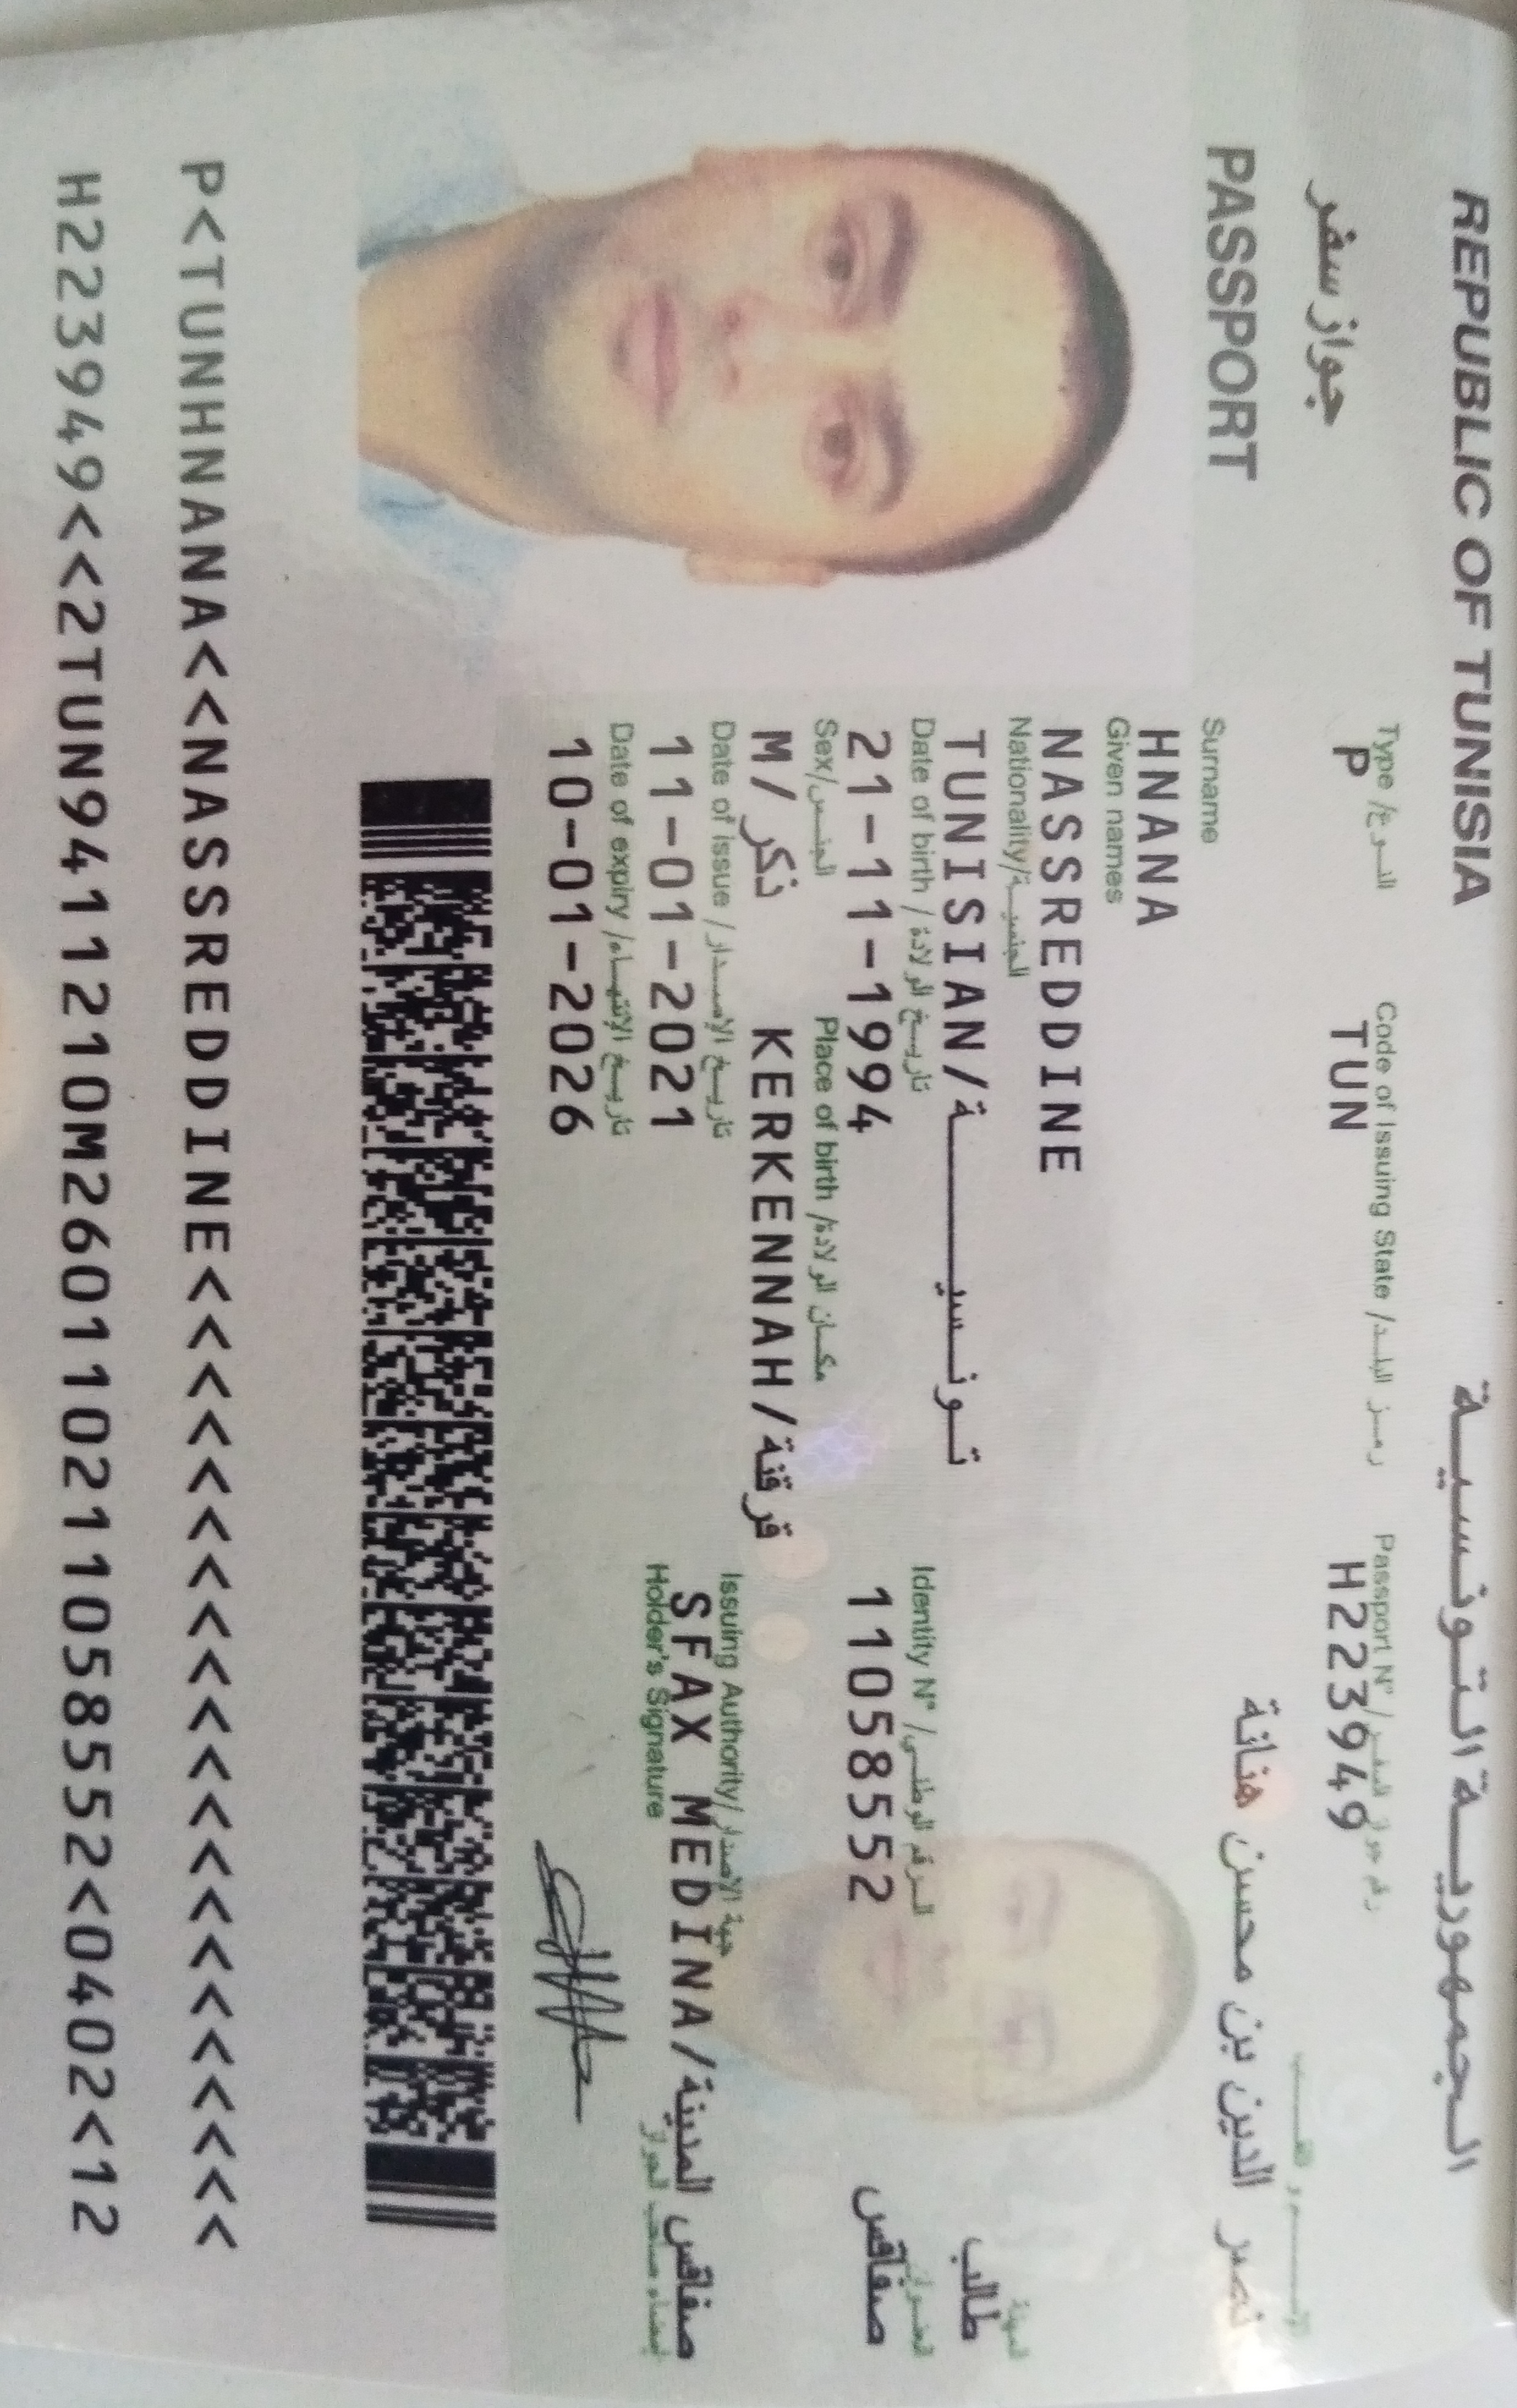 REPUBLIC OF TUNISIA الجمهورية التونسية
جواز سفر
PASSPORT
Type / النوع
P
Code of Issuing State / رمز البلد
TUN
Passport N° / رقم جواز السفر
H223949
الإسم و اللقب
نصر الدين بن محسن هنانة
Surname
HNANA
Given names
NASSREDDINE
Nationality/الجنسية
TUNISIAN/تونسية
المهنة
طالب
Date of birth / تاريخ الولادة
21-11-1994
Identity N° / الرقم الوطني
11058552
العنوان
صفاقس
Sex/الجنس
M/ ذكر
Place of birth /مكان الولادة
KERKENNAH/قرقنة
Date of issue / تاريخ الإصدار
11-01-2021
Issuing Authority/ جهة الإصدار
SFAX MEDINA/صفاقس المدينة
Date of expiry / تاريخ الإنتهاء
10-01-2026
Holder's Signature إمضاء صاحب الجواز
P<TUNHNANA<<NASSREDDINE<<<<<<<<<<<<<<<<<<<<
H223949<<2TUN9411210M260110211058552<0402<12